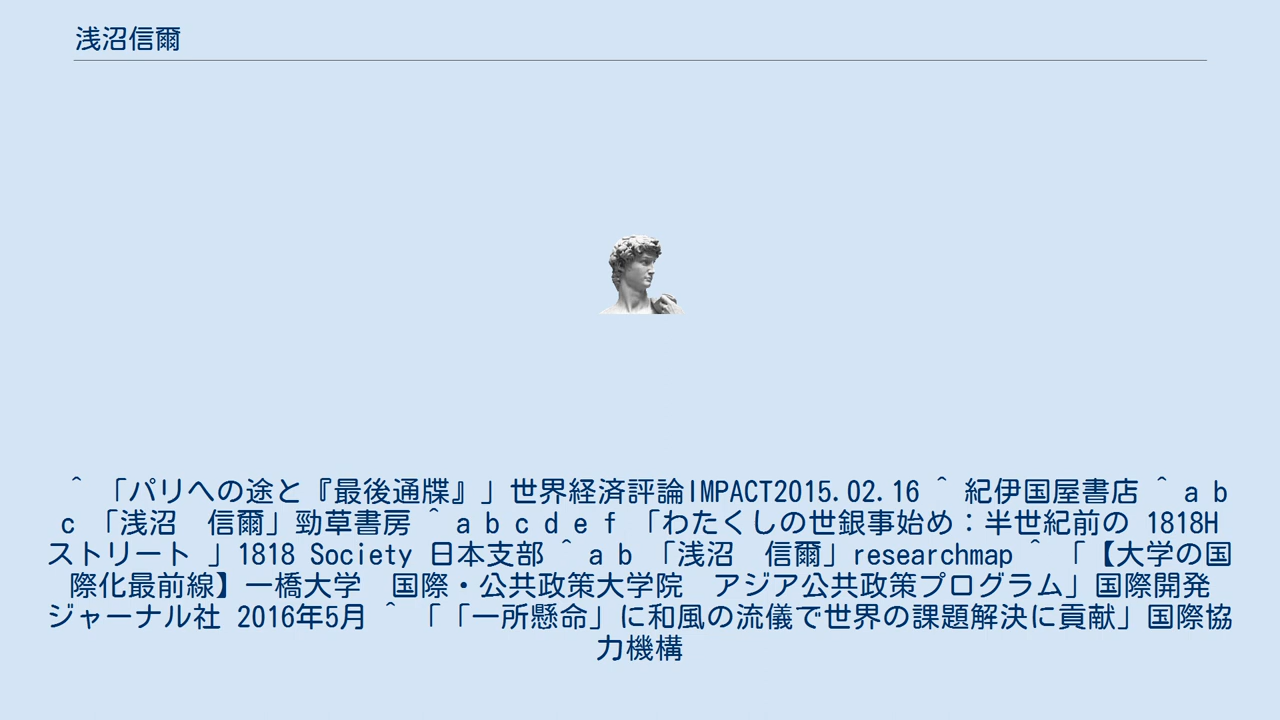 浅沼信爾
^ 「パリへの途と『最後通牒』」世界経済評論IMPACT2015.02.16 ^ 紀伊国屋書店 ^ a b
c 「浅沼　信爾」勁草書房 ^ a b c d e f 「わたくしの世銀事始め：半世紀前の 1818H
ストリート 」1818 Society 日本支部 ^ a b 「浅沼　信爾」researchmap ^ 「【大学の国
際化最前線】一橋大学　国際・公共政策大学院　アジア公共政策プログラム」国際開発
ジャーナル社 2016年5月 ^ 「「一所懸命」に和風の流儀で世界の課題解決に貢献」国際協
力機構